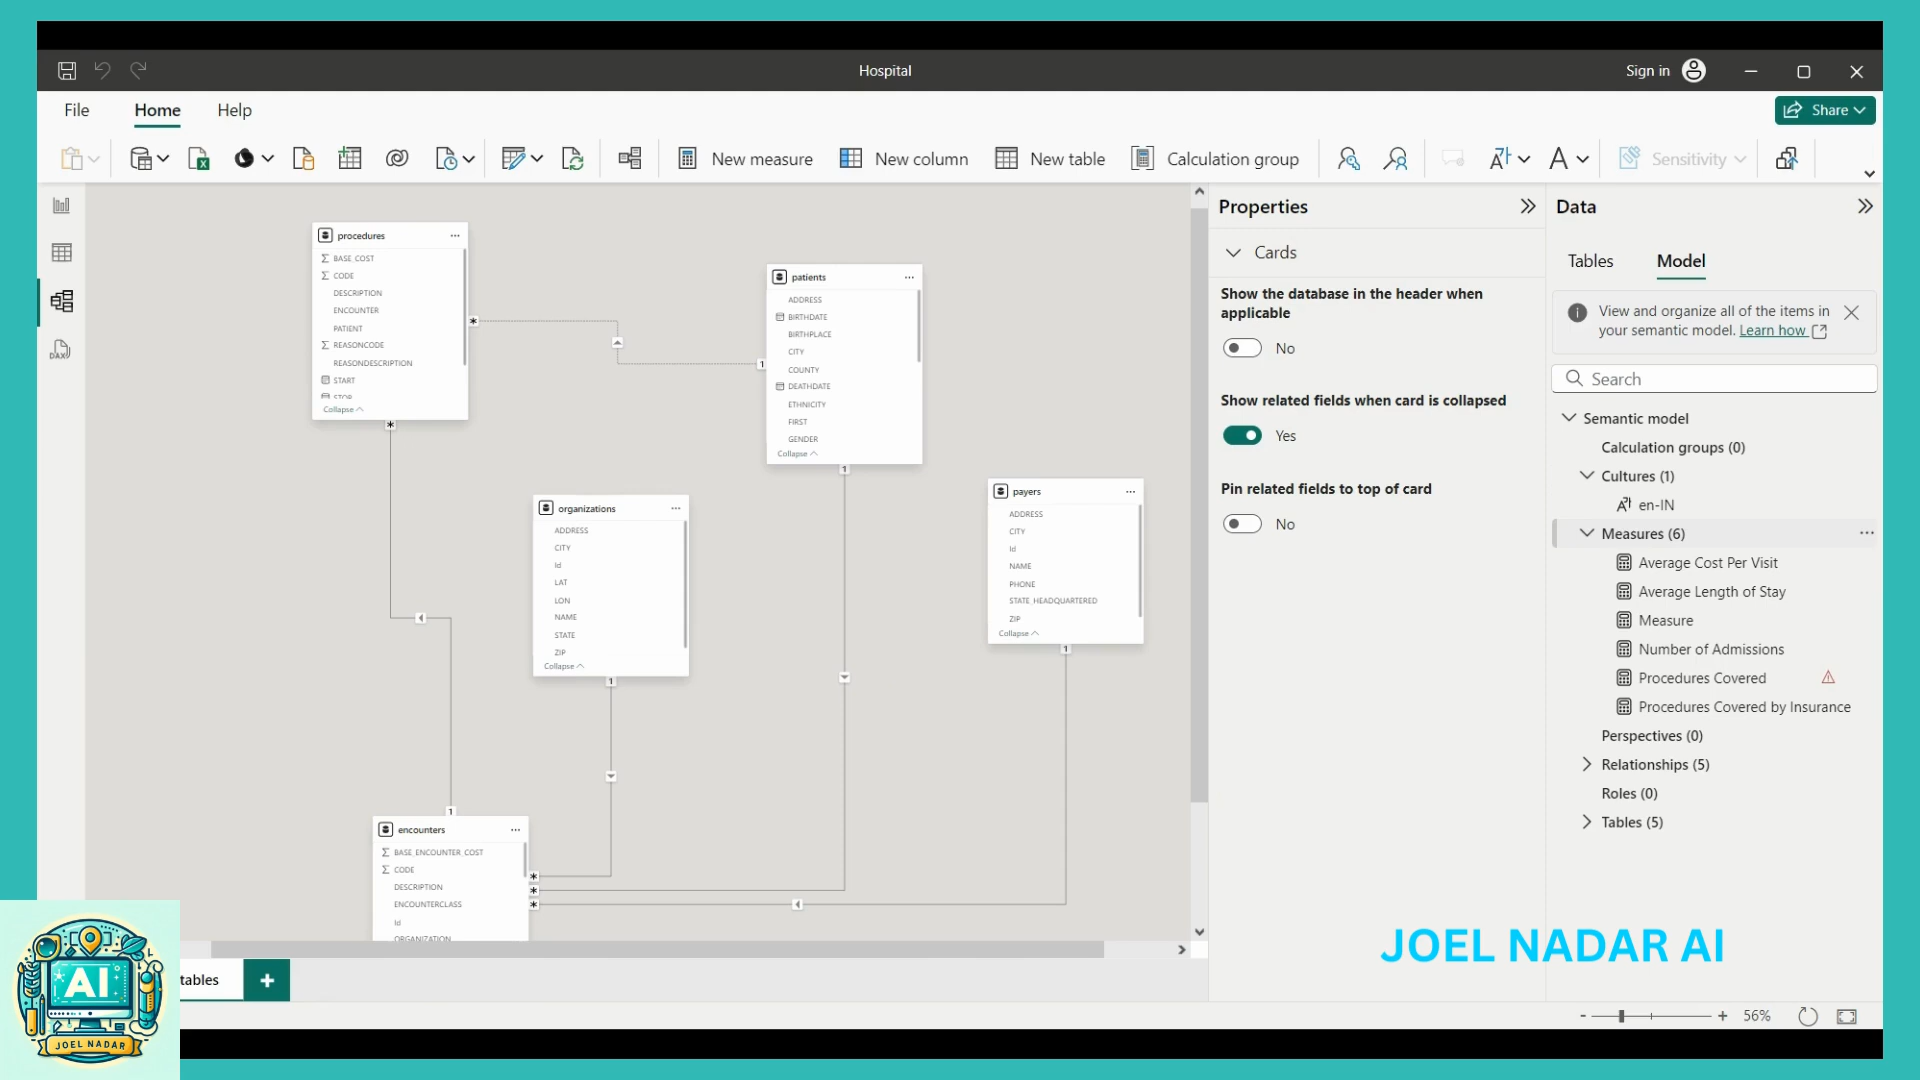 Hospital
Sign in
File
Home
Help
Share
New measure
New column
New table
Calculation group
Sensitivity
procedures
BASE_COST
CODE
DESCRIPTION
ENCOUNTER
PATIENT
REASONCODE
REASONDESCRIPTION
START
STOP
Collapse
*
1
*
patients
ADDRESS
BIRTHDATE
BIRTHPLACE
CITY
COUNTY
DEATHDATE
ETHNICITY
FIRST
GENDER
Collapse
1
organizations
ADDRESS
CITY
Id
LAT
LON
NAME
STATE
ZIP
Collapse
1
payers
ADDRESS
CITY
Id
NAME
PHONE
STATE_HEADQUARTERED
ZIP
Collapse
1
1
encounters
BASE_ENCOUNTER_COST
CODE
DESCRIPTION
ENCOUNTERCLASS
Id
ORGANIZATION
*
*
*
tables
+
Properties
Cards
Show the database in the header when
applicable
No
Show related fields when card is collapsed
Yes
Pin related fields to top of card
No
Data
Tables
Model
View and organize all of the items in
your semantic model. Learn how
Search
Semantic model
Calculation groups (0)
Cultures (1)
en-IN
Measures (6)
Average Cost Per Visit
Average Length of Stay
Measure
Number of Admissions
Procedures Covered
Procedures Covered by Insurance
Perspectives (0)
Relationships (5)
Roles (0)
Tables (5)
JOEL NADAR AI
- + 56%
AI
JOEL NADAR
DAX